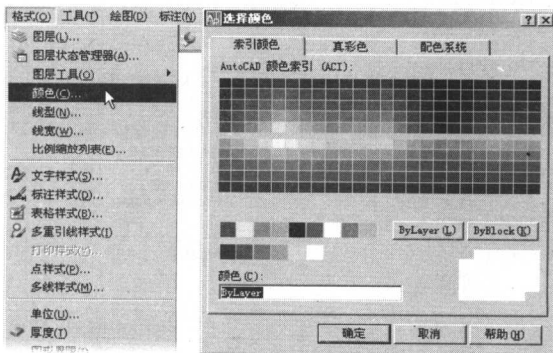 格式(O) 工具(T) 绘图(D) 标注(N)
图层(L)...
图层状态管理器(A)...
图层工具(O)
颜色(C)...
线型(N)...
线宽(W)...
比例缩放列表(E)...
文字样式(S)...
标注样式(D)...
表格样式(B)...
多重引线样式(I)
打印样式(Y)...
点样式(P)...
多线样式(M)...
单位(U)...
厚度(T)
选择颜色
索引颜色 真彩色 配色系统
AutoCAD 颜色索引 (ACI):
ByLayer(L) ByBlock(K)
颜色(C):
ByLayer
确定 取消 帮助(H)